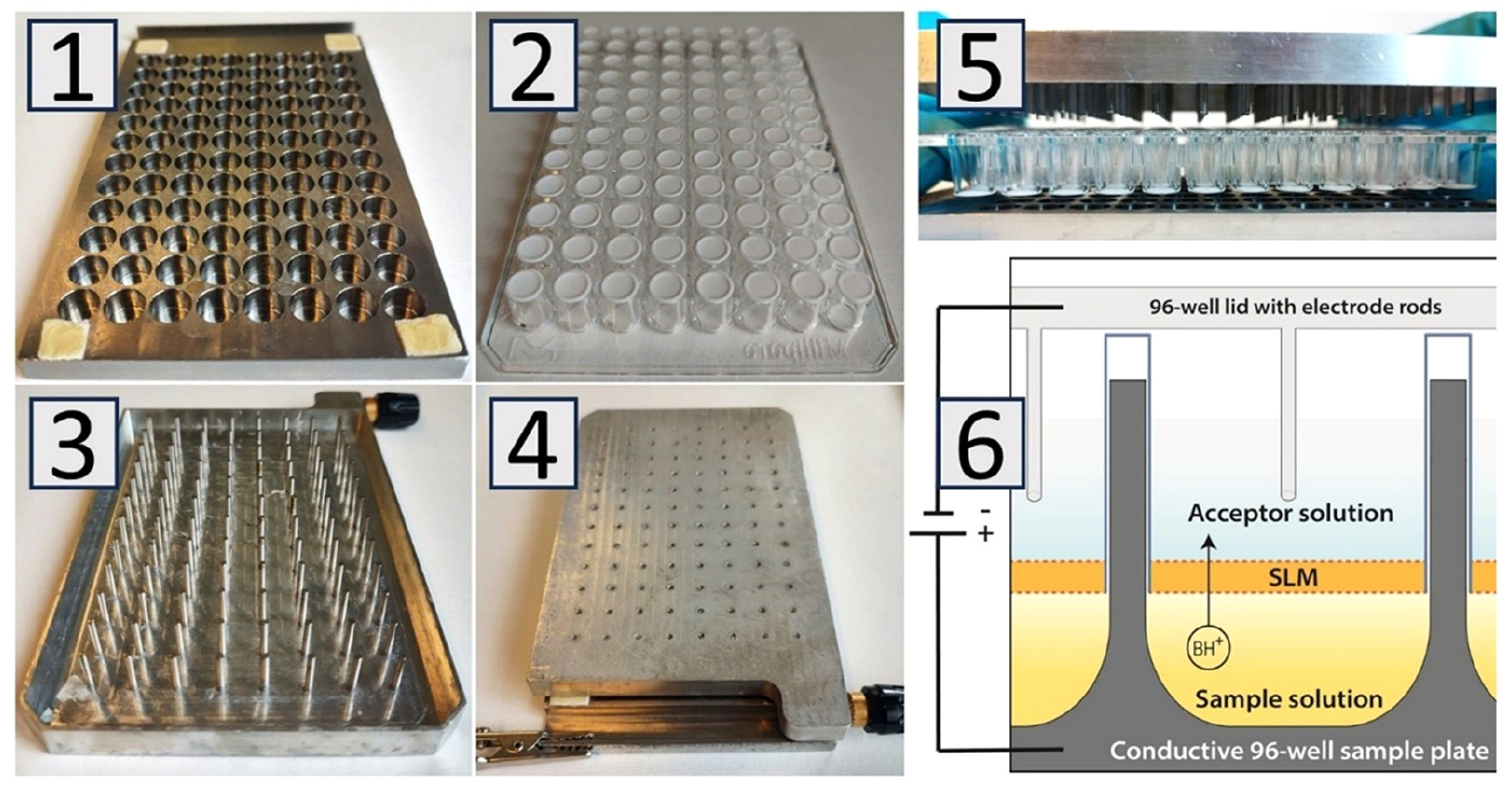 1
2
3
4
5
96-well lid with electrode rods
6
-
+
Acceptor solution
SLM
BH+
Sample solution
Conductive 96-well sample plate